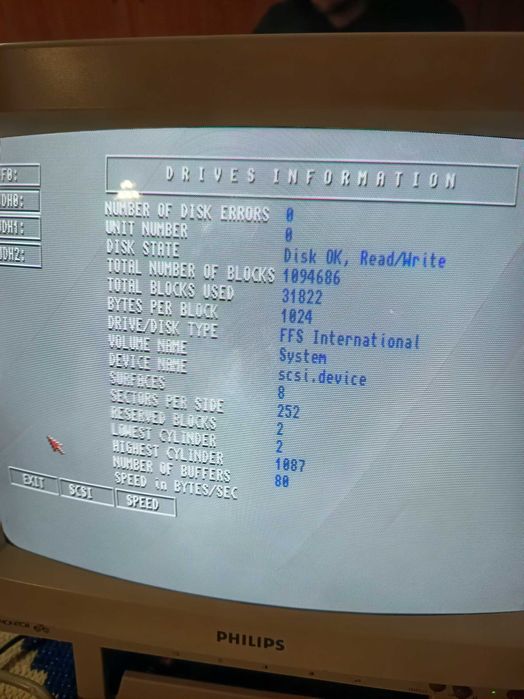 DRIVES INFORMATION
F0:
DH0:
DH1:
DH2:
NUMBER OF DISK ERRORS 0
UNIT NUMBER 0
DISK STATE Disk OK, Read/Write
TOTAL NUMBER OF BLOCKS 1094686
TOTAL BLOCKS USED 31822
BYTES PER BLOCK 1024
DRIVE/DISK TYPE FFS International
VOLUME NAME System
DEVICE NAME scsi.device
SURFACES 8
SECTORS PER SIDE 252
RESERVED BLOCKS 2
LOWEST CYLINDER 2
HIGHEST CYLINDER 1087
NUMBER OF BUFFERS 80
SPEED in BYTES/SEC
EXIT SCSI SPEED
MONITOR
PHILIPS